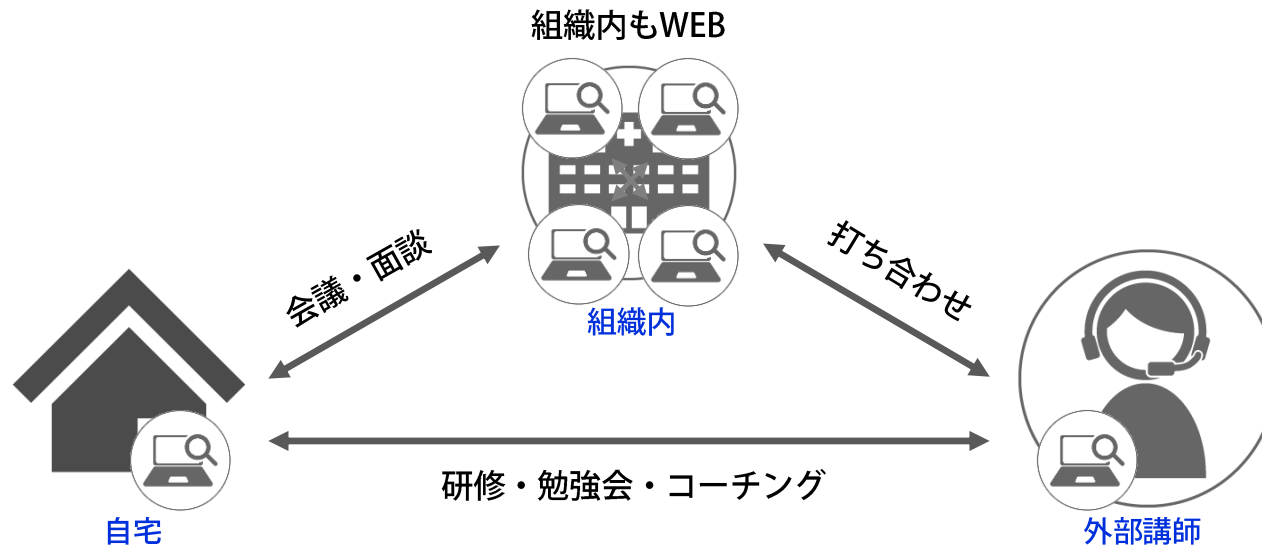 組織内もWEB
会議・面談
打ち合わせ
組織内
研修・勉強会・コーチング
自宅
外部講師